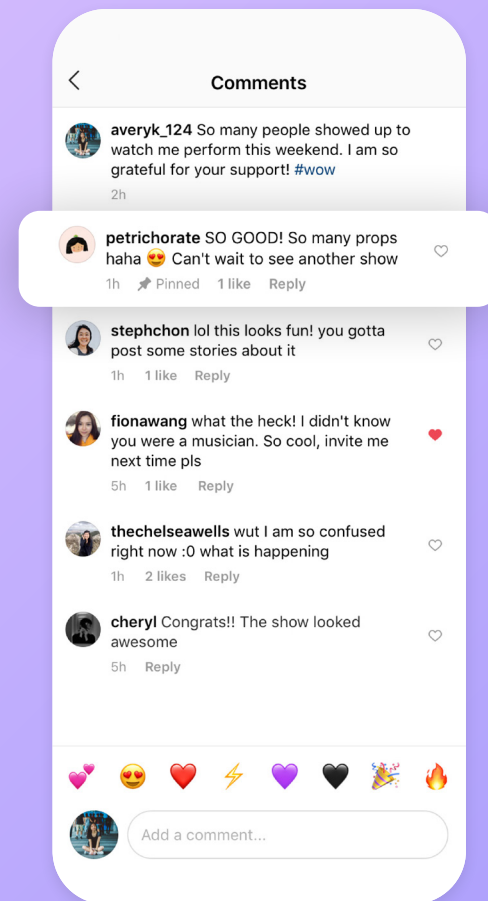 Comments
averyk_124 So many people showed up to
watch me perform this weekend. I am so
grateful for your support! #wow
2h
petrichorate SO GOOD! So many props
haha 😍 Can't wait to see another show
1h Pinned 1 like Reply
stephchon lol this looks fun! you gotta
post some stories about it
1h 1 like Reply
fionawang what the heck! I didn't know
you were a musician. So cool, invite me
next time pls
5h 1 like Reply
thechelseawells wut I am so confused
right now :0 what is happening
1h 2 likes Reply
cheryl Congrats!! The show looked
awesome
5h Reply
Add a comment...